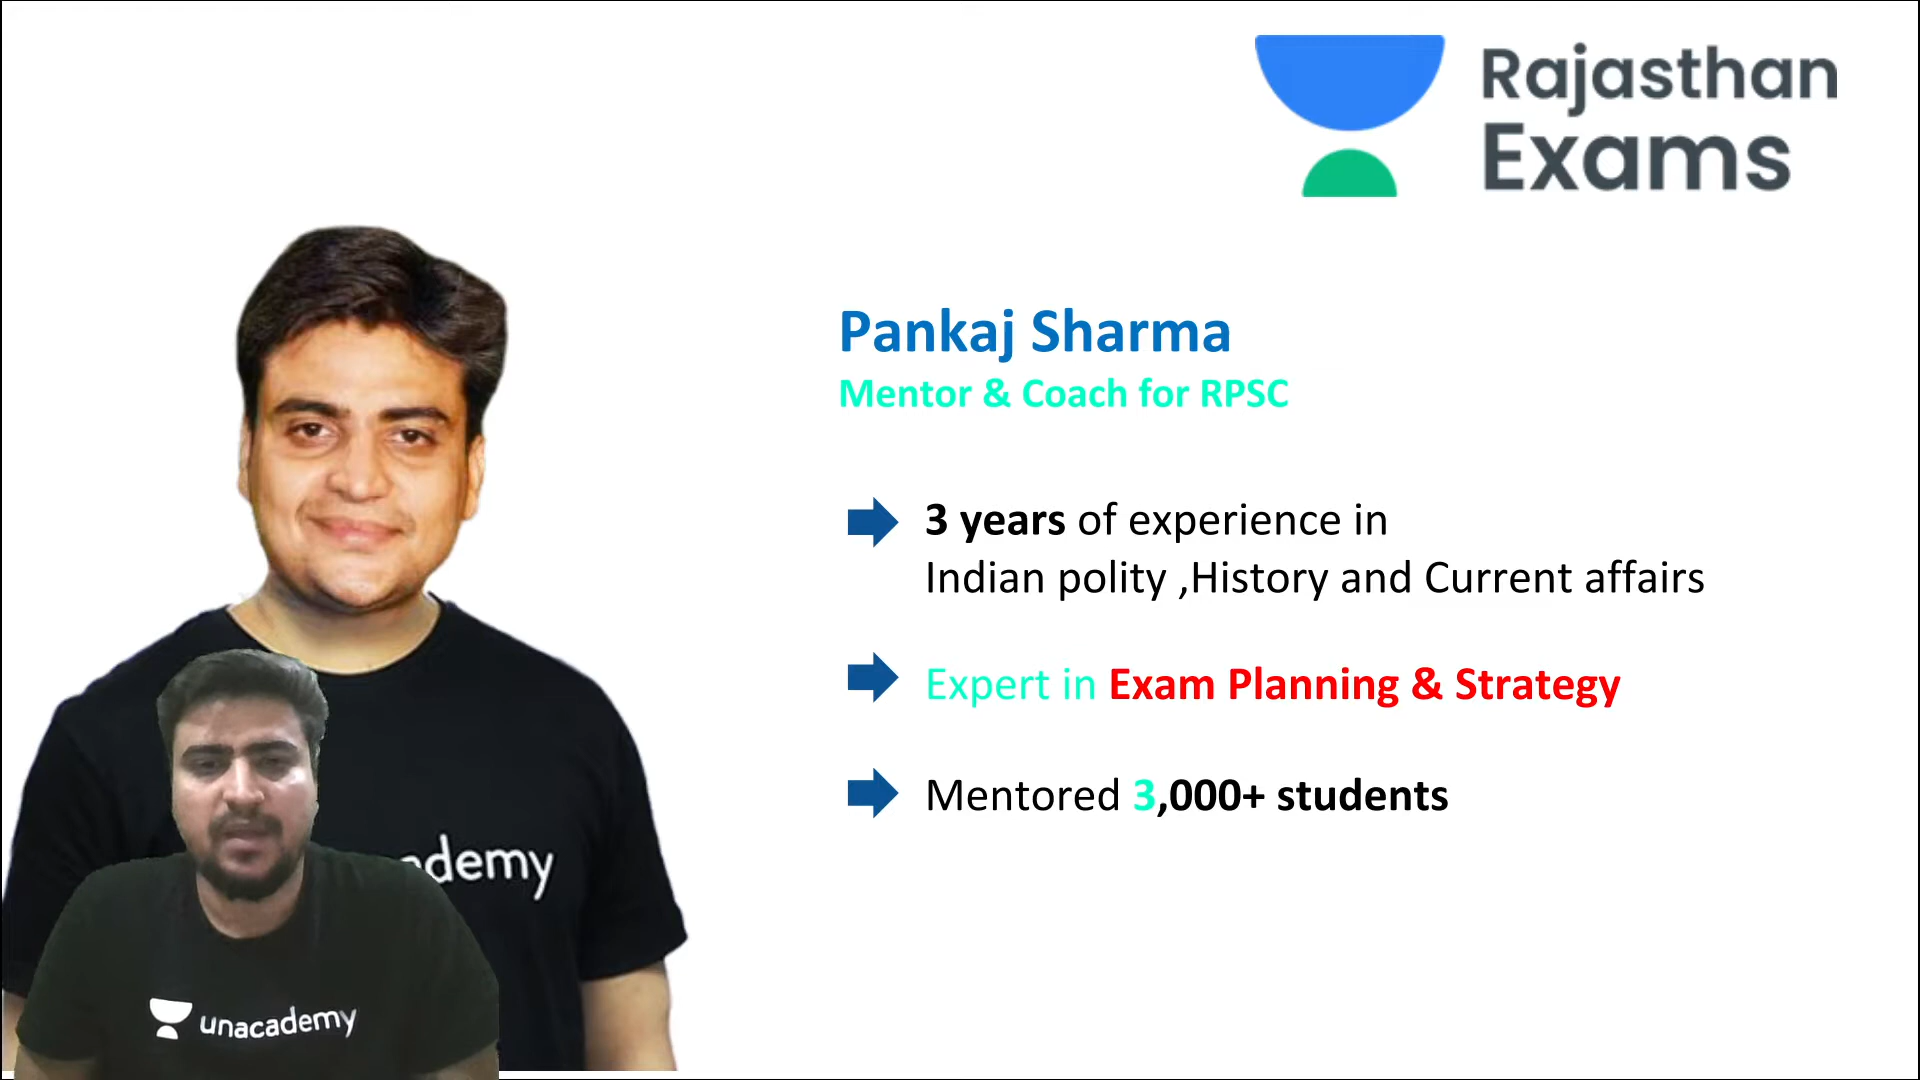 Rajasthan
Exams
Pankaj Sharma
Mentor & Coach for RPSC
3 years of experience in
Indian polity ,History and Current affairs
Expert in Exam Planning & Strategy
Mentored 3,000+ students
demy
unacademy